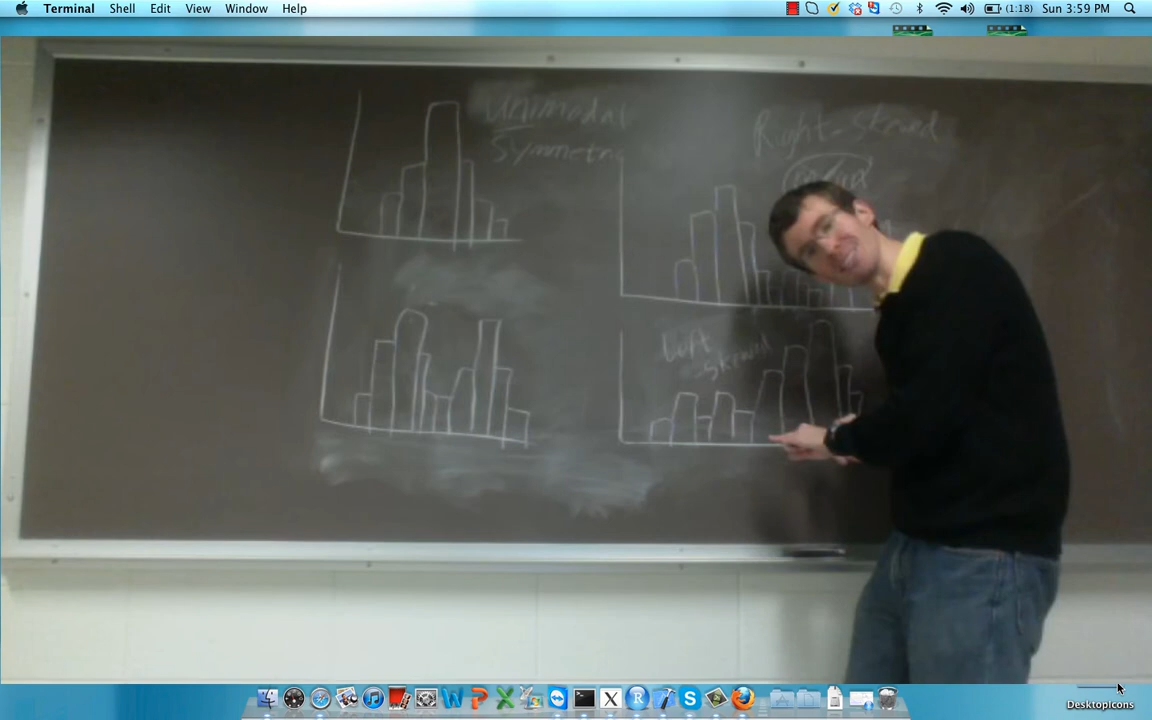 Terminal Shell Edit View Window Help (1:18) Sun 3:59 PM
Unimodal
Symmetric
Right-skewed
Left
-skewed
DesktopIcons